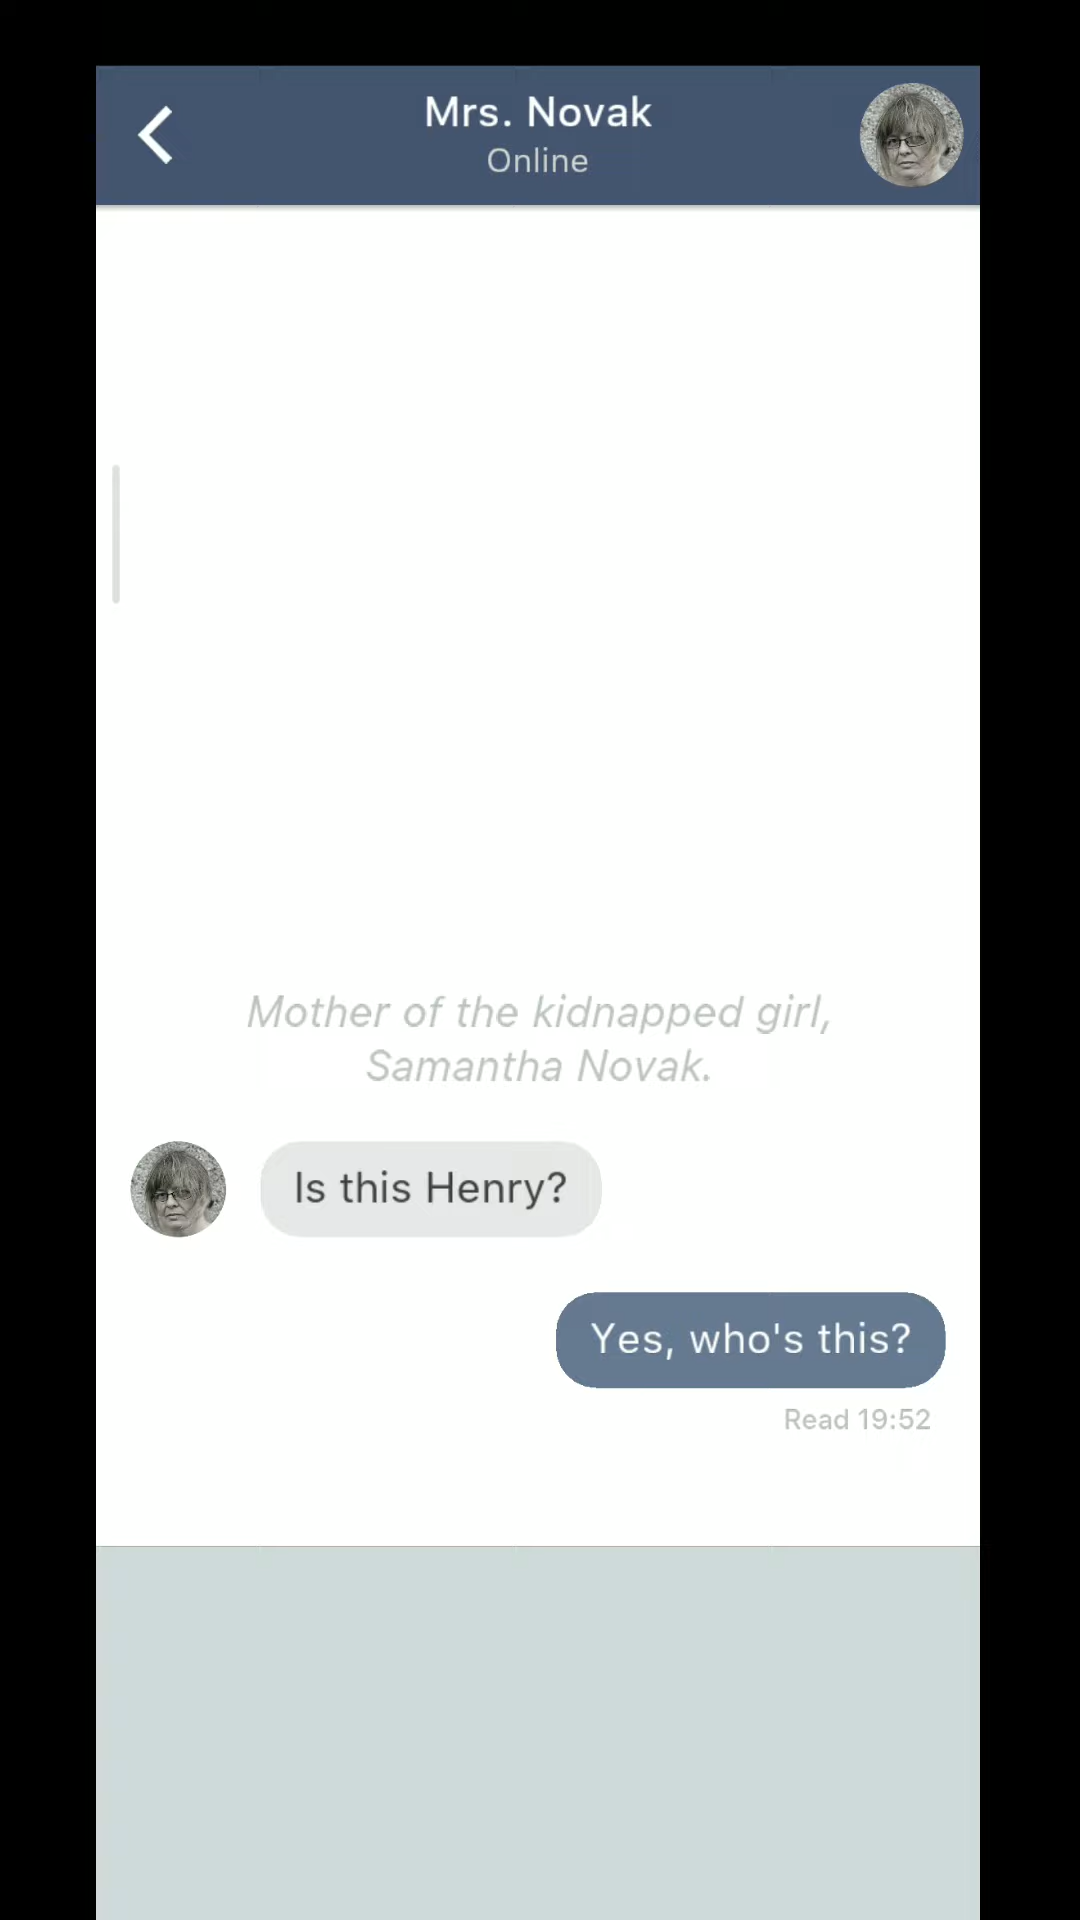 Mrs. Novak
Online
Mother of the kidnapped girl,
Samantha Novak.
Is this Henry?
Yes, who's this?
Read 19:52